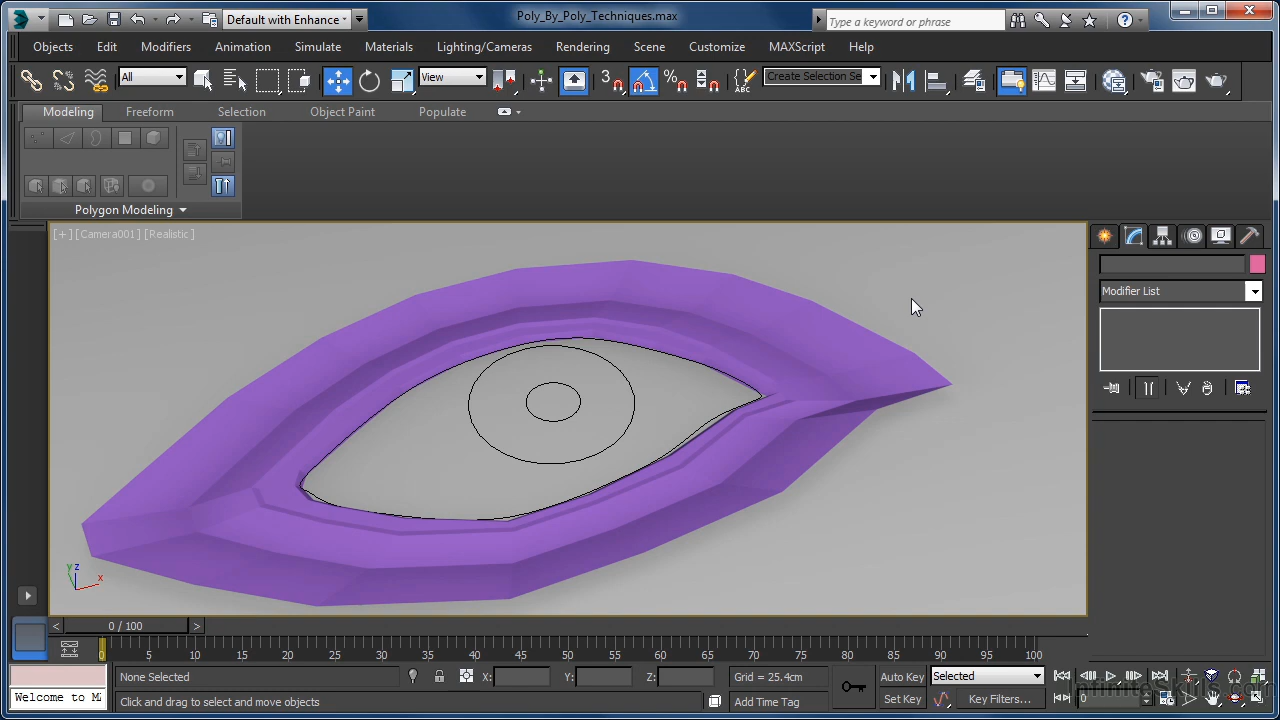 Default with Enhance
Poly_By_Poly_Techniques.max
Type a keyword or phrase
Objects Edit Modifiers Animation Simulate Materials Lighting/Cameras Rendering Scene Customize MAXScript Help
All View 3 % ABC Create Selection Se
Modeling Freeform Selection Object Paint Populate
Polygon Modeling
[+] [Camera001] [Realistic]
Modifier List
y z x
< 0 / 100 >
0 5 10 15 20 25 30 35 40 45 50 55 60 65 70 75 80 85 90 95 100
None Selected X: Y: Z: Grid = 25.4cm Auto Key Selected
Welcome to M Click and drag to select and move objects Add Time Tag Set Key Key Filters... 0